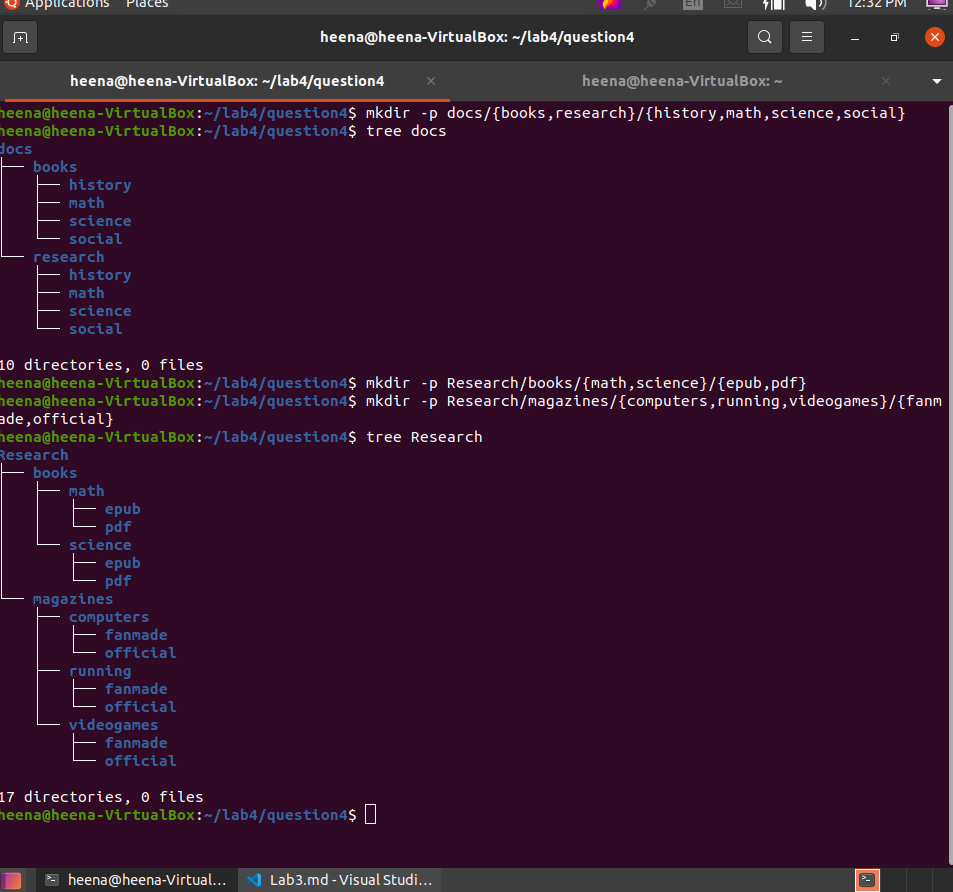 Applications Places En 12:32 PM
heena@heena-VirtualBox: ~/lab4/question4
heena@heena-VirtualBox: ~/lab4/question4 heena@heena-VirtualBox: ~
heena@heena-VirtualBox:~/lab4/question4$ mkdir -p docs/{books,research}/{history,math,science,social}
heena@heena-VirtualBox:~/lab4/question4$ tree docs
docs
├── books
│   ├── history
│   ├── math
│   ├── science
│   └── social
└── research
    ├── history
    ├── math
    ├── science
    └── social
10 directories, 0 files
heena@heena-VirtualBox:~/lab4/question4$ mkdir -p Research/books/{math,science}/{epub,pdf}
heena@heena-VirtualBox:~/lab4/question4$ mkdir -p Research/magazines/{computers,running,videogames}/{fanm
ade,official}
heena@heena-VirtualBox:~/lab4/question4$ tree Research
Research
├── books
│   ├── math
│   │   ├── epub
│   │   └── pdf
│   └── science
│       ├── epub
│       └── pdf
└── magazines
    ├── computers
    │   ├── fanmade
    │   └── official
    ├── running
    │   ├── fanmade
    │   └── official
    └── videogames
        ├── fanmade
        └── official
17 directories, 0 files
heena@heena-VirtualBox:~/lab4/question4$
heena@heena-Virtual... Lab3.md - Visual Studi...